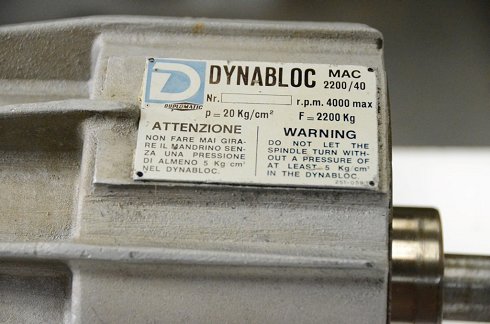 DYNABLOC MAC 2200/40
DUPLOMATIC
Nr. r.p.m. 4000 max
p = 20 Kg/cm² F = 2200 Kg
ATTENZIONE
NON FARE MAI GIRA-
RE IL MANDRINO SEN-
ZA UNA PRESSIONE
DI ALMENO 5 Kg cm²
NEL DYNABLOC.
WARNING
DO NOT LET THE
SPINDLE TURN WITH-
OUT A PRESSURE OF
AT LEAST 5 Kg cm²
IN THE DYNABLOC.